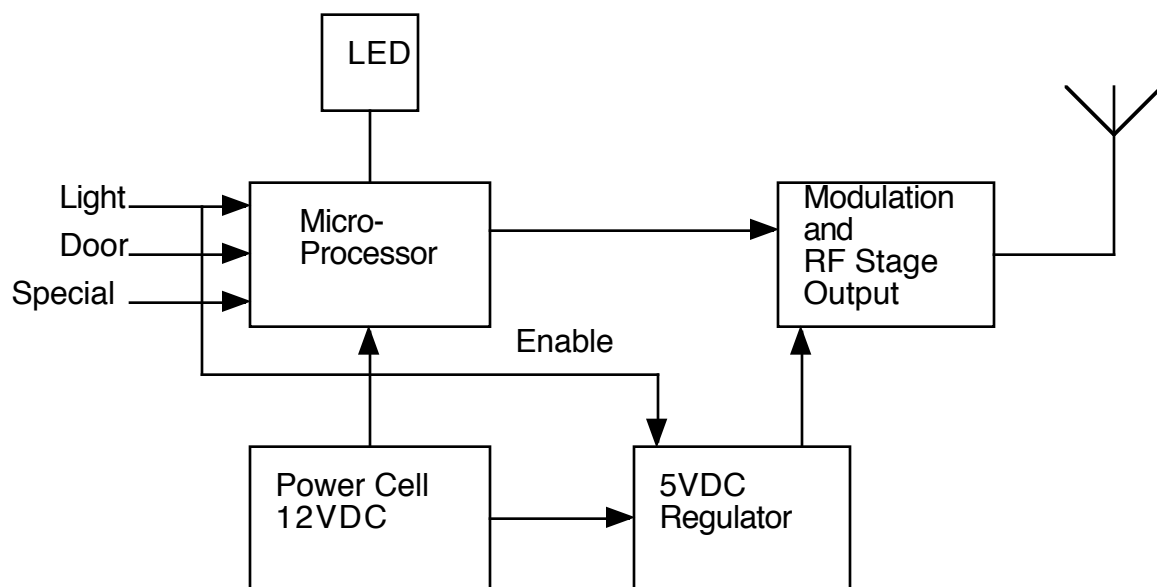 LED
Light
Door
Special
Micro-
Processor
Modulation
and
RF Stage
Output
Enable
Power Cell
12VDC
5VDC
Regulator